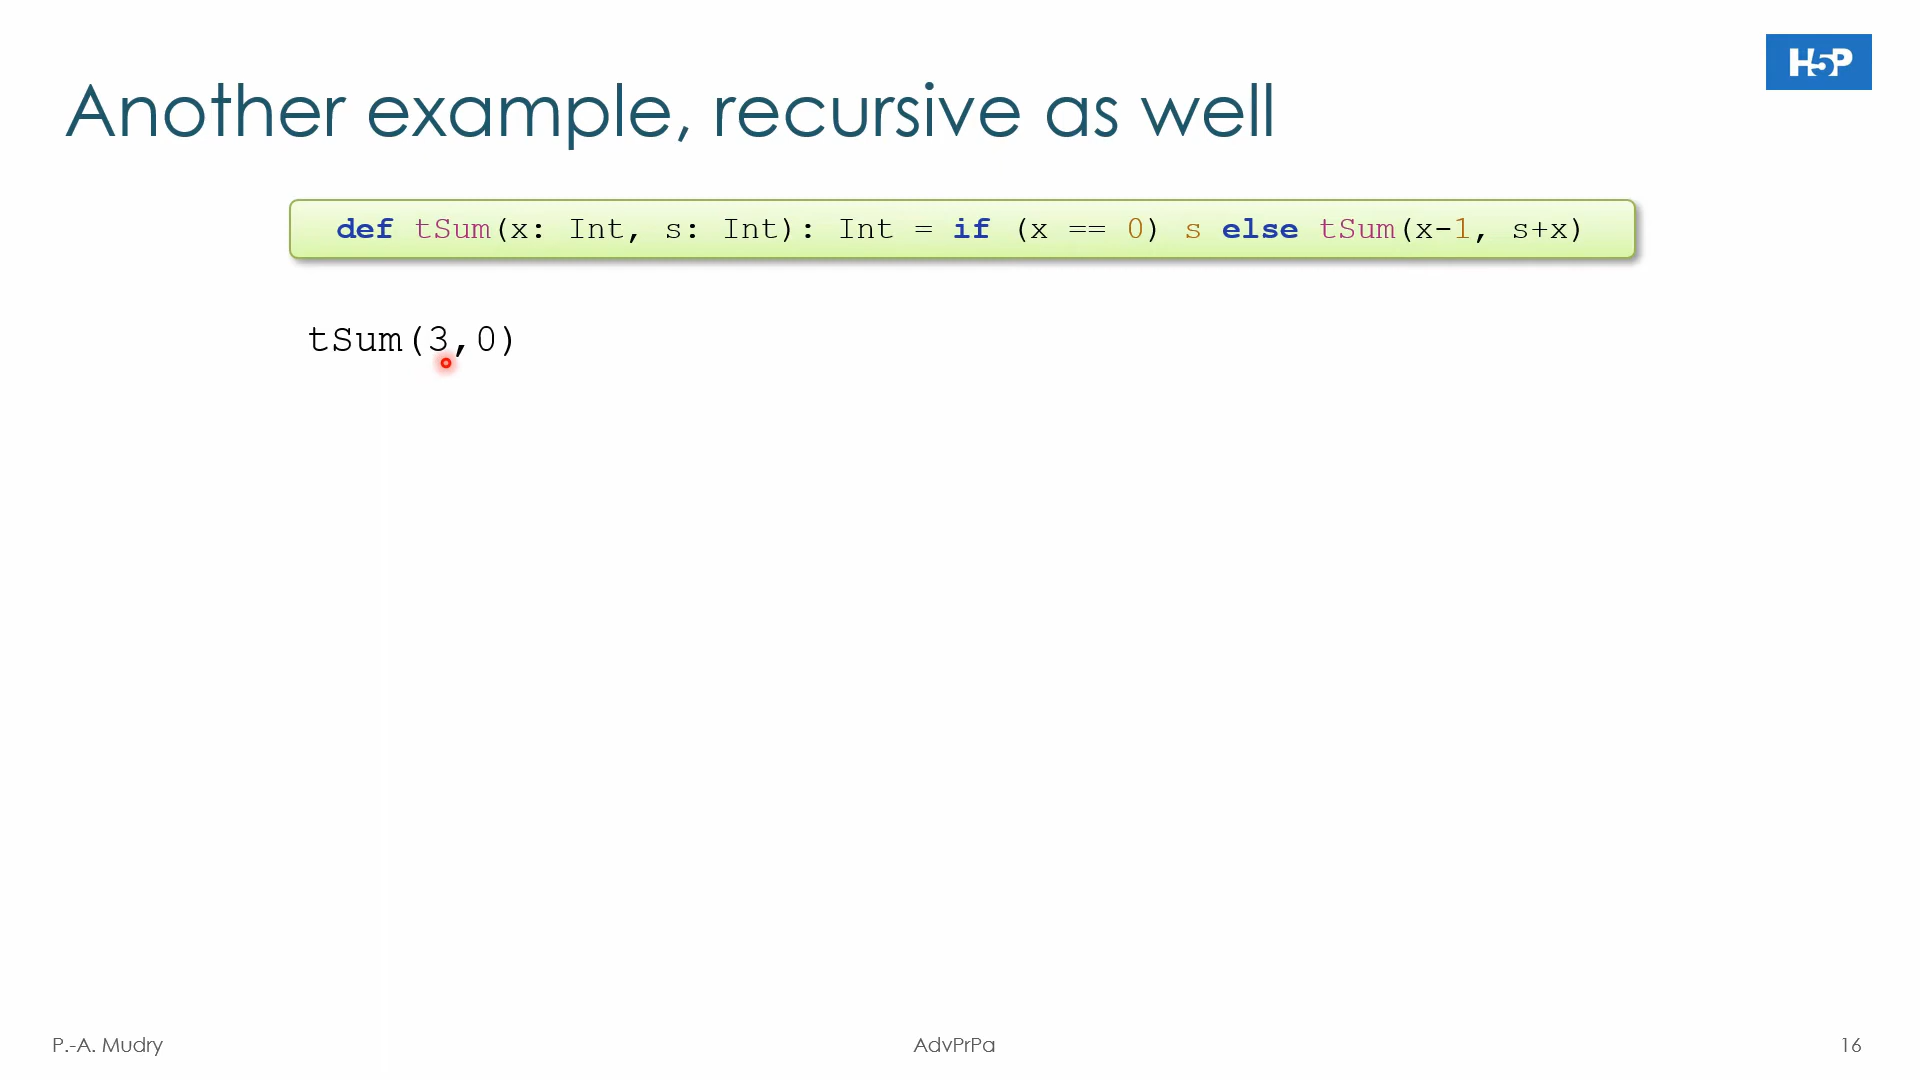 H5P
Another example, recursive as well
def tSum(x: Int, s: Int): Int = if (x == 0) s else tSum(x-1, s+x)
tSum(3,0)
P.-A. Mudry
AdvPrPa
16